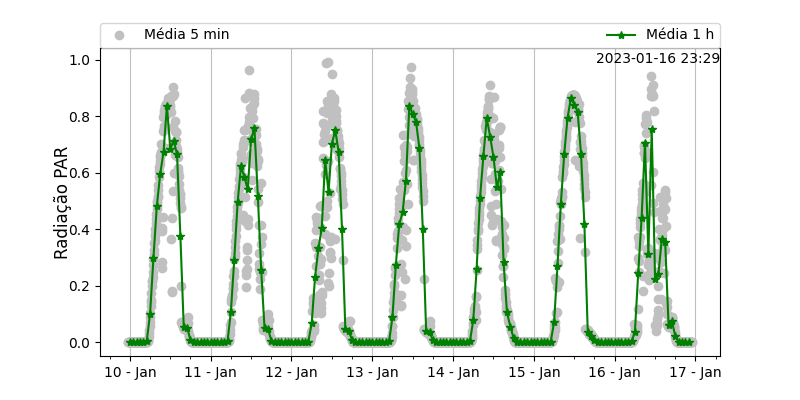 Média 5 min
Média 1 h
2023-01-16 23:29
Radiação PAR
1.0
0.8
0.6
0.4
0.2
0.0
10 - Jan
11 - Jan
12 - Jan
13 - Jan
14 - Jan
15 - Jan
16 - Jan
17 - Jan